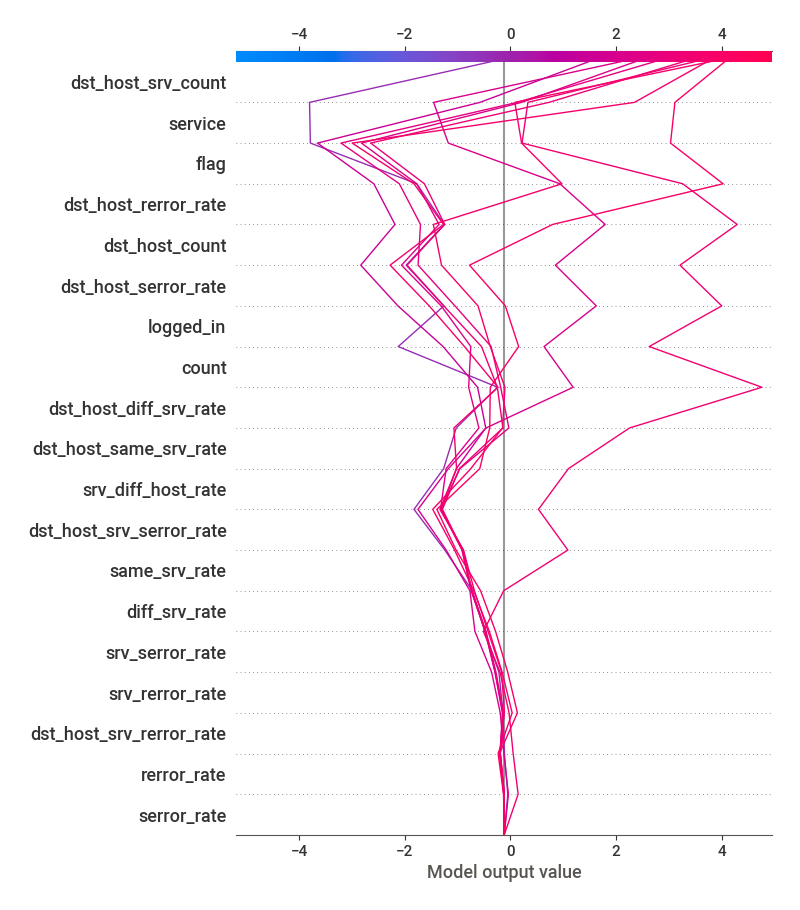 −4 −2 0 2 4
dst_host_srv_count
service
flag
dst_host_rerror_rate
dst_host_count
dst_host_serror_rate
logged_in
count
dst_host_diff_srv_rate
dst_host_same_srv_rate
srv_diff_host_rate
dst_host_srv_serror_rate
same_srv_rate
diff_srv_rate
srv_serror_rate
srv_rerror_rate
dst_host_srv_rerror_rate
rerror_rate
serror_rate
−4 −2 0 2 4
Model output value